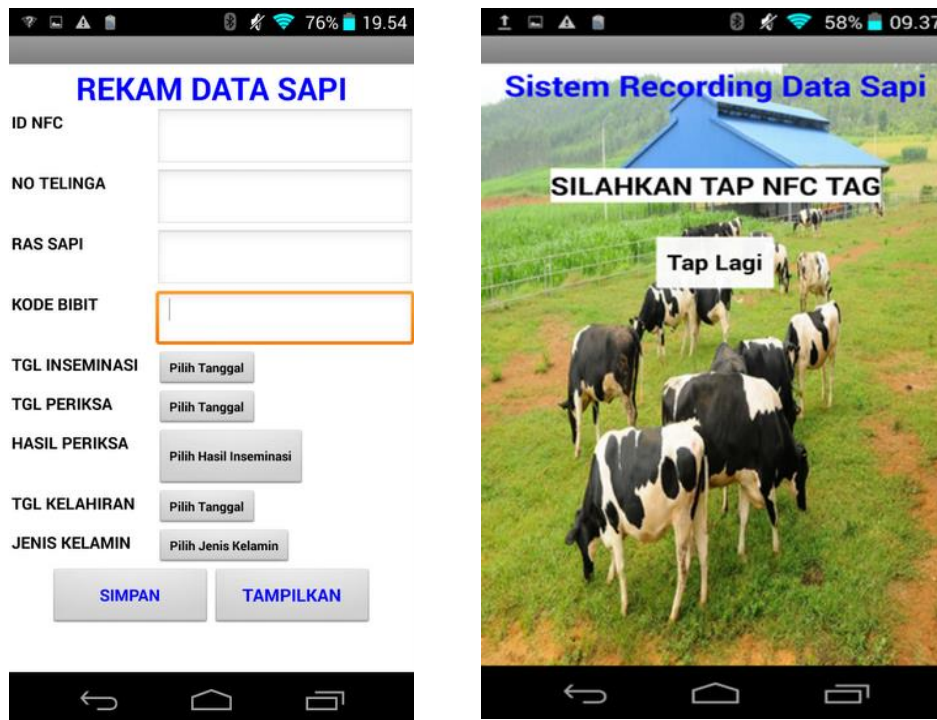 76% 19.54
REKAM DATA SAPI
ID NFC
NO TELINGA
RAS SAPI
KODE BIBIT
TGL INSEMINASI Pilih Tanggal
TGL PERIKSA Pilih Tanggal
HASIL PERIKSA Pilih Hasil Inseminasi
TGL KELAHIRAN Pilih Tanggal
JENIS KELAMIN Pilih Jenis Kelamin
SIMPAN TAMPILKAN
58% 09.37
Sistem Recording Data Sapi
SILAHKAN TAP NFC TAG
Tap Lagi